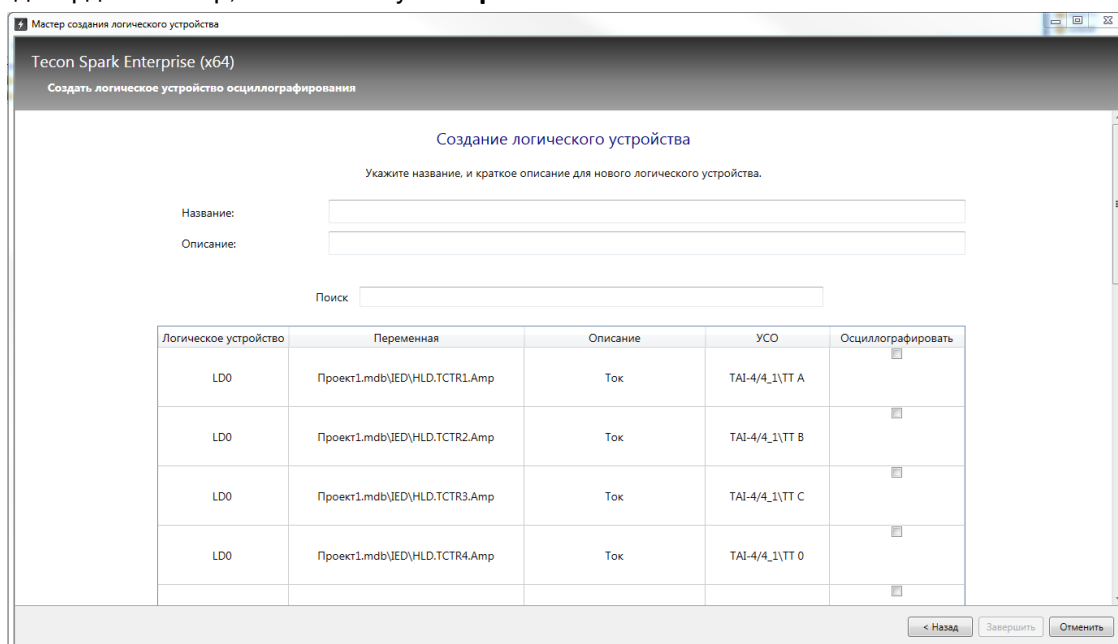 Мастер создания логического устройства
Tecon Spark Enterprise (x64)
Создать логическое устройство осциллографирования
Создание логического устройства
Укажите название, и краткое описание для нового логического устройства.
Название:
Описание:
Поиск
Логическое устройство Переменная Описание УСО Осциллографировать
LD0 Проект1.mdb\IED\HLD.TCTR1.Amp Ток TAI-4/4_1\TT A
LD0 Проект1.mdb\IED\HLD.TCTR2.Amp Ток TAI-4/4_1\TT B
LD0 Проект1.mdb\IED\HLD.TCTR3.Amp Ток TAI-4/4_1\TT C
LD0 Проект1.mdb\IED\HLD.TCTR4.Amp Ток TAI-4/4_1\TT 0
< Назад Завершить Отменить